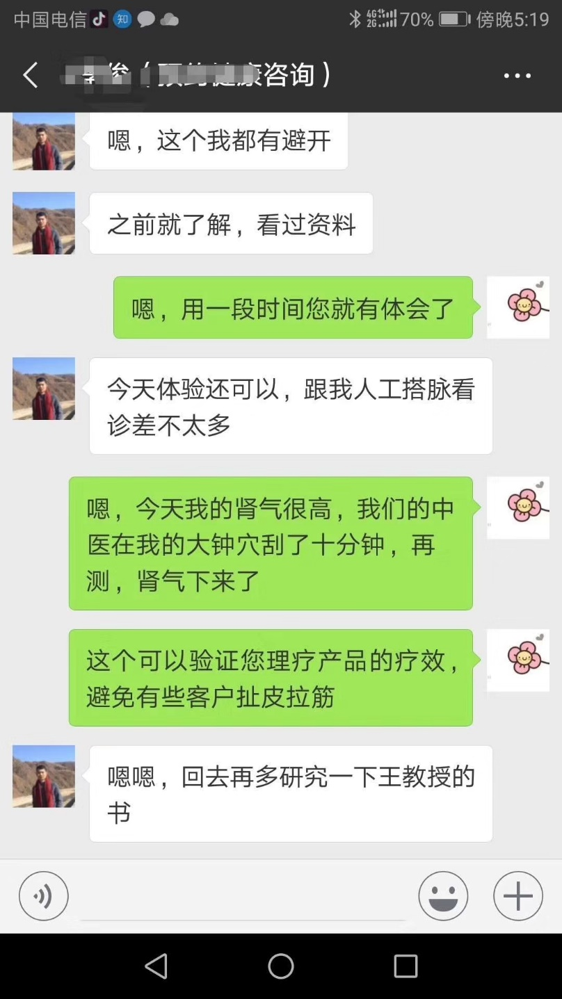 中国电信 知 4G 2G 70% 傍晚5:19
咨询）
嗯，这个我都有避开
之前就了解，看过资料
嗯，用一段时间您就有体会了
今天体验还可以，跟我人工搭脉看
诊差不太多
嗯，今天我的肾气很高，我们的中
医在我的大钟穴刮了十分钟，再
测，肾气下来了
这个可以验证您理疗产品的疗效，
避免有些客户扯皮拉筋
嗯嗯，回去再多研究一下王教授的
书